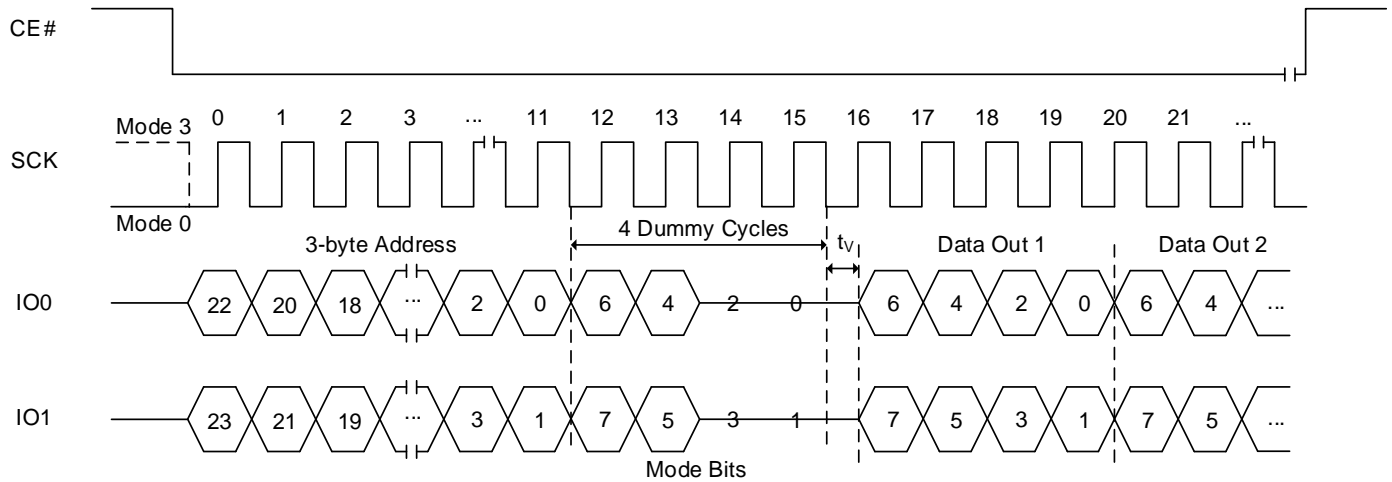 CE#
0 1 2 3 ... 11 12 13 14 15 16 17 18 19 20 21 ...
Mode 3
SCK
Mode 0
3-byte Address 4 Dummy Cycles tV Data Out 1 Data Out 2
IO0 22 20 18 ... 2 0 6 4 2 0 6 4 2 0 6 4 ...
IO1 23 21 19 ... 3 1 7 5 3 1 7 5 3 1 7 5 ...
Mode Bits